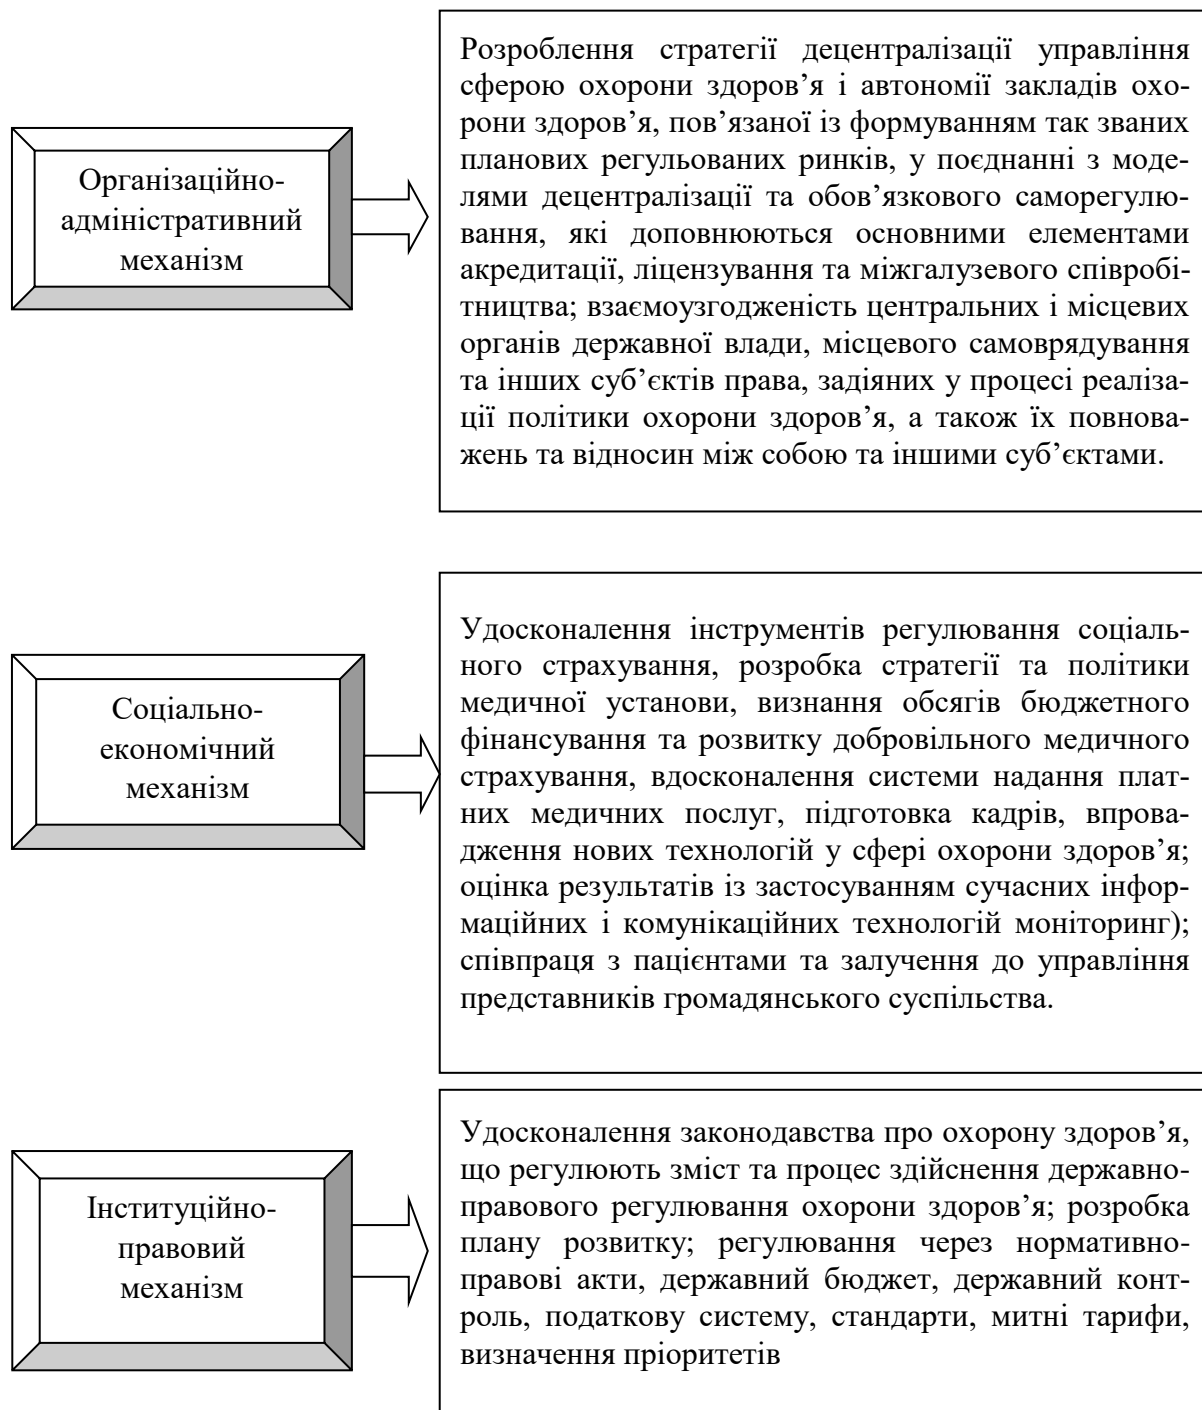 Організаційно-
адміністративний
механізм
Розроблення стратегії децентралізації управління
сферою охорони здоров’я і автономії закладів охо-
рони здоров’я, пов’язаної із формуванням так званих
планових регульованих ринків, у поєднанні з моде-
лями децентралізації та обов’язкового саморегулю-
вання, які доповнюються основними елементами
акредитації, ліцензування та міжгалузевого співробі-
тництва; взаємоузгодженість центральних і місцевих
органів державної влади, місцевого самоврядування
та інших суб’єктів права, задіяних у процесі реаліза-
ції політики охорони здоров’я, а також їх повнова-
жень та відносин між собою та іншими суб’єктами.
Соціально-
економічний
механізм
Удосконалення інструментів регулювання соціаль-
ного страхування, розробка стратегії та політики
медичної установи, визнання обсягів бюджетного
фінансування та розвитку добровільного медичного
страхування, вдосконалення системи надання плат-
них медичних послуг, підготовка кадрів, впрова-
дження нових технологій у сфері охорони здоров’я;
оцінка результатів із застосуванням сучасних інфор-
маційних і комунікаційних технологій моніторинг);
співпраця з пацієнтами та залучення до управління
представників громадянського суспільства.
Інституційно-
правовий
механізм
Удосконалення законодавства про охорону здоров’я,
що регулюють зміст та процес здійснення державно-
правового регулювання охорони здоров’я; розробка
плану розвитку; регулювання через нормативно-
правові акти, державний бюджет, державний конт-
роль, податкову систему, стандарти, митні тарифи,
визначення пріоритетів